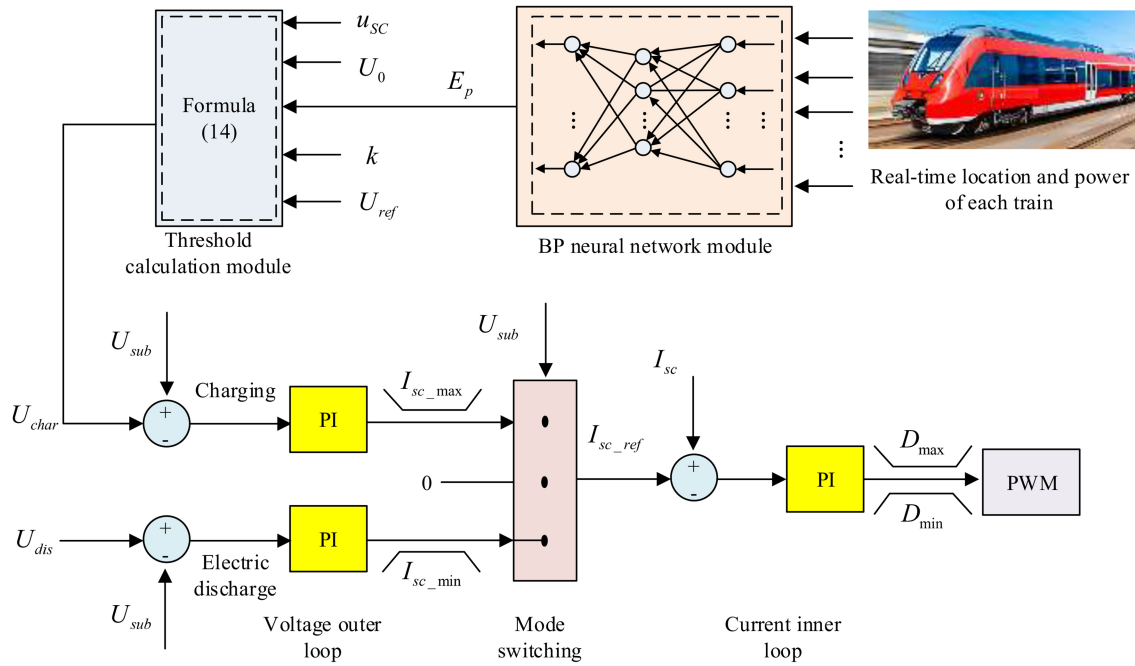 u_SC
U_0
E_p
Formula
(14)
k
U_ref
Threshold
calculation module
BP neural network module
Real-time location and power
of each train
⋮
U_sub
U_sub
I_sc
Charging
I_sc_max
U_char
+
-
PI
I_sc_ref
+
-
D_max
0
PI
PWM
D_min
U_dis
+
-
PI
Electric
discharge
I_sc_min
U_sub
Voltage outer
loop
Mode
switching
Current inner
loop